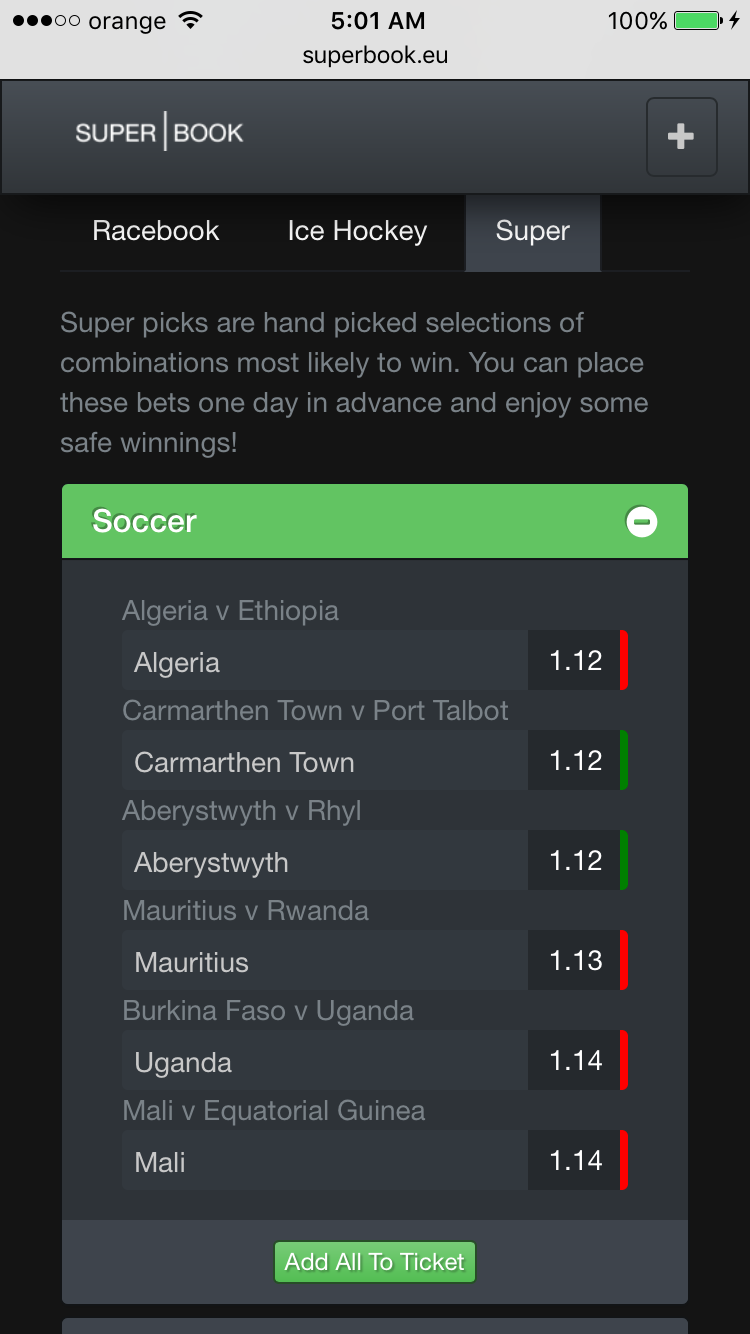 orange 5:01 AM 100%
superbook.eu
SUPER BOOK
Racebook Ice Hockey Super
Super picks are hand picked selections of
combinations most likely to win. You can place
these bets one day in advance and enjoy some
safe winnings!
Soccer
Algeria v Ethiopia
Algeria 1.12
Carmarthen Town v Port Talbot
Carmarthen Town 1.12
Aberystwyth v Rhyl
Aberystwyth 1.12
Mauritius v Rwanda
Mauritius 1.13
Burkina Faso v Uganda
Uganda 1.14
Mali v Equatorial Guinea
Mali 1.14
Add All To Ticket